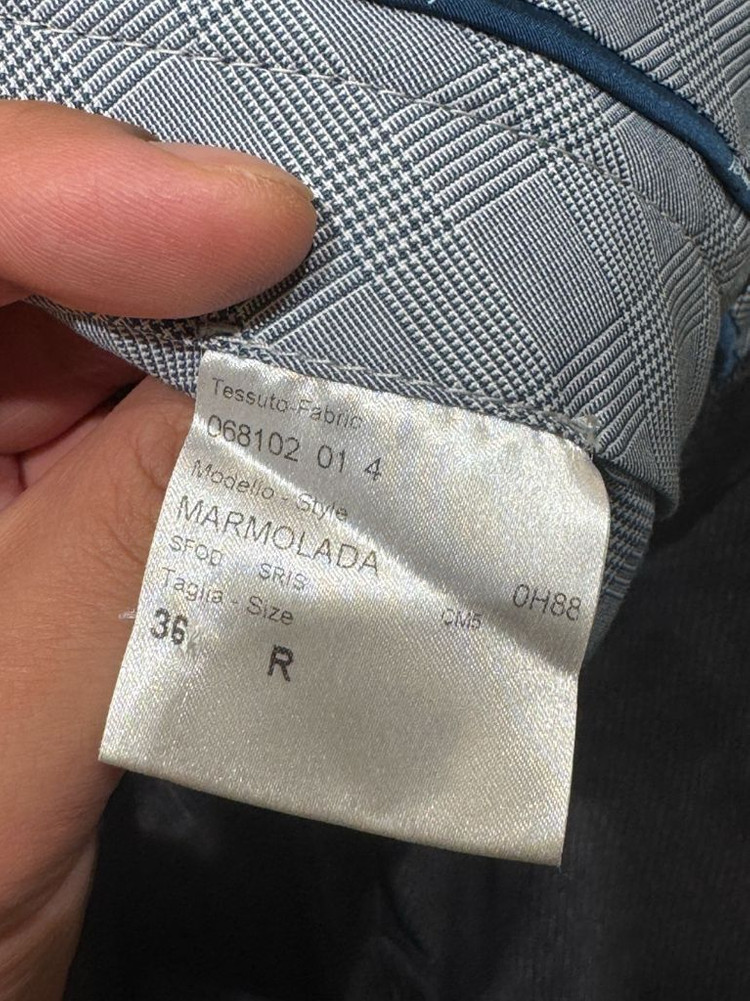 Tessuto-Fabric
068102 01 4
Modello - Style
MARMOLADA
SFOD SRIS 0H88
Taglia - Size CM5
36 R